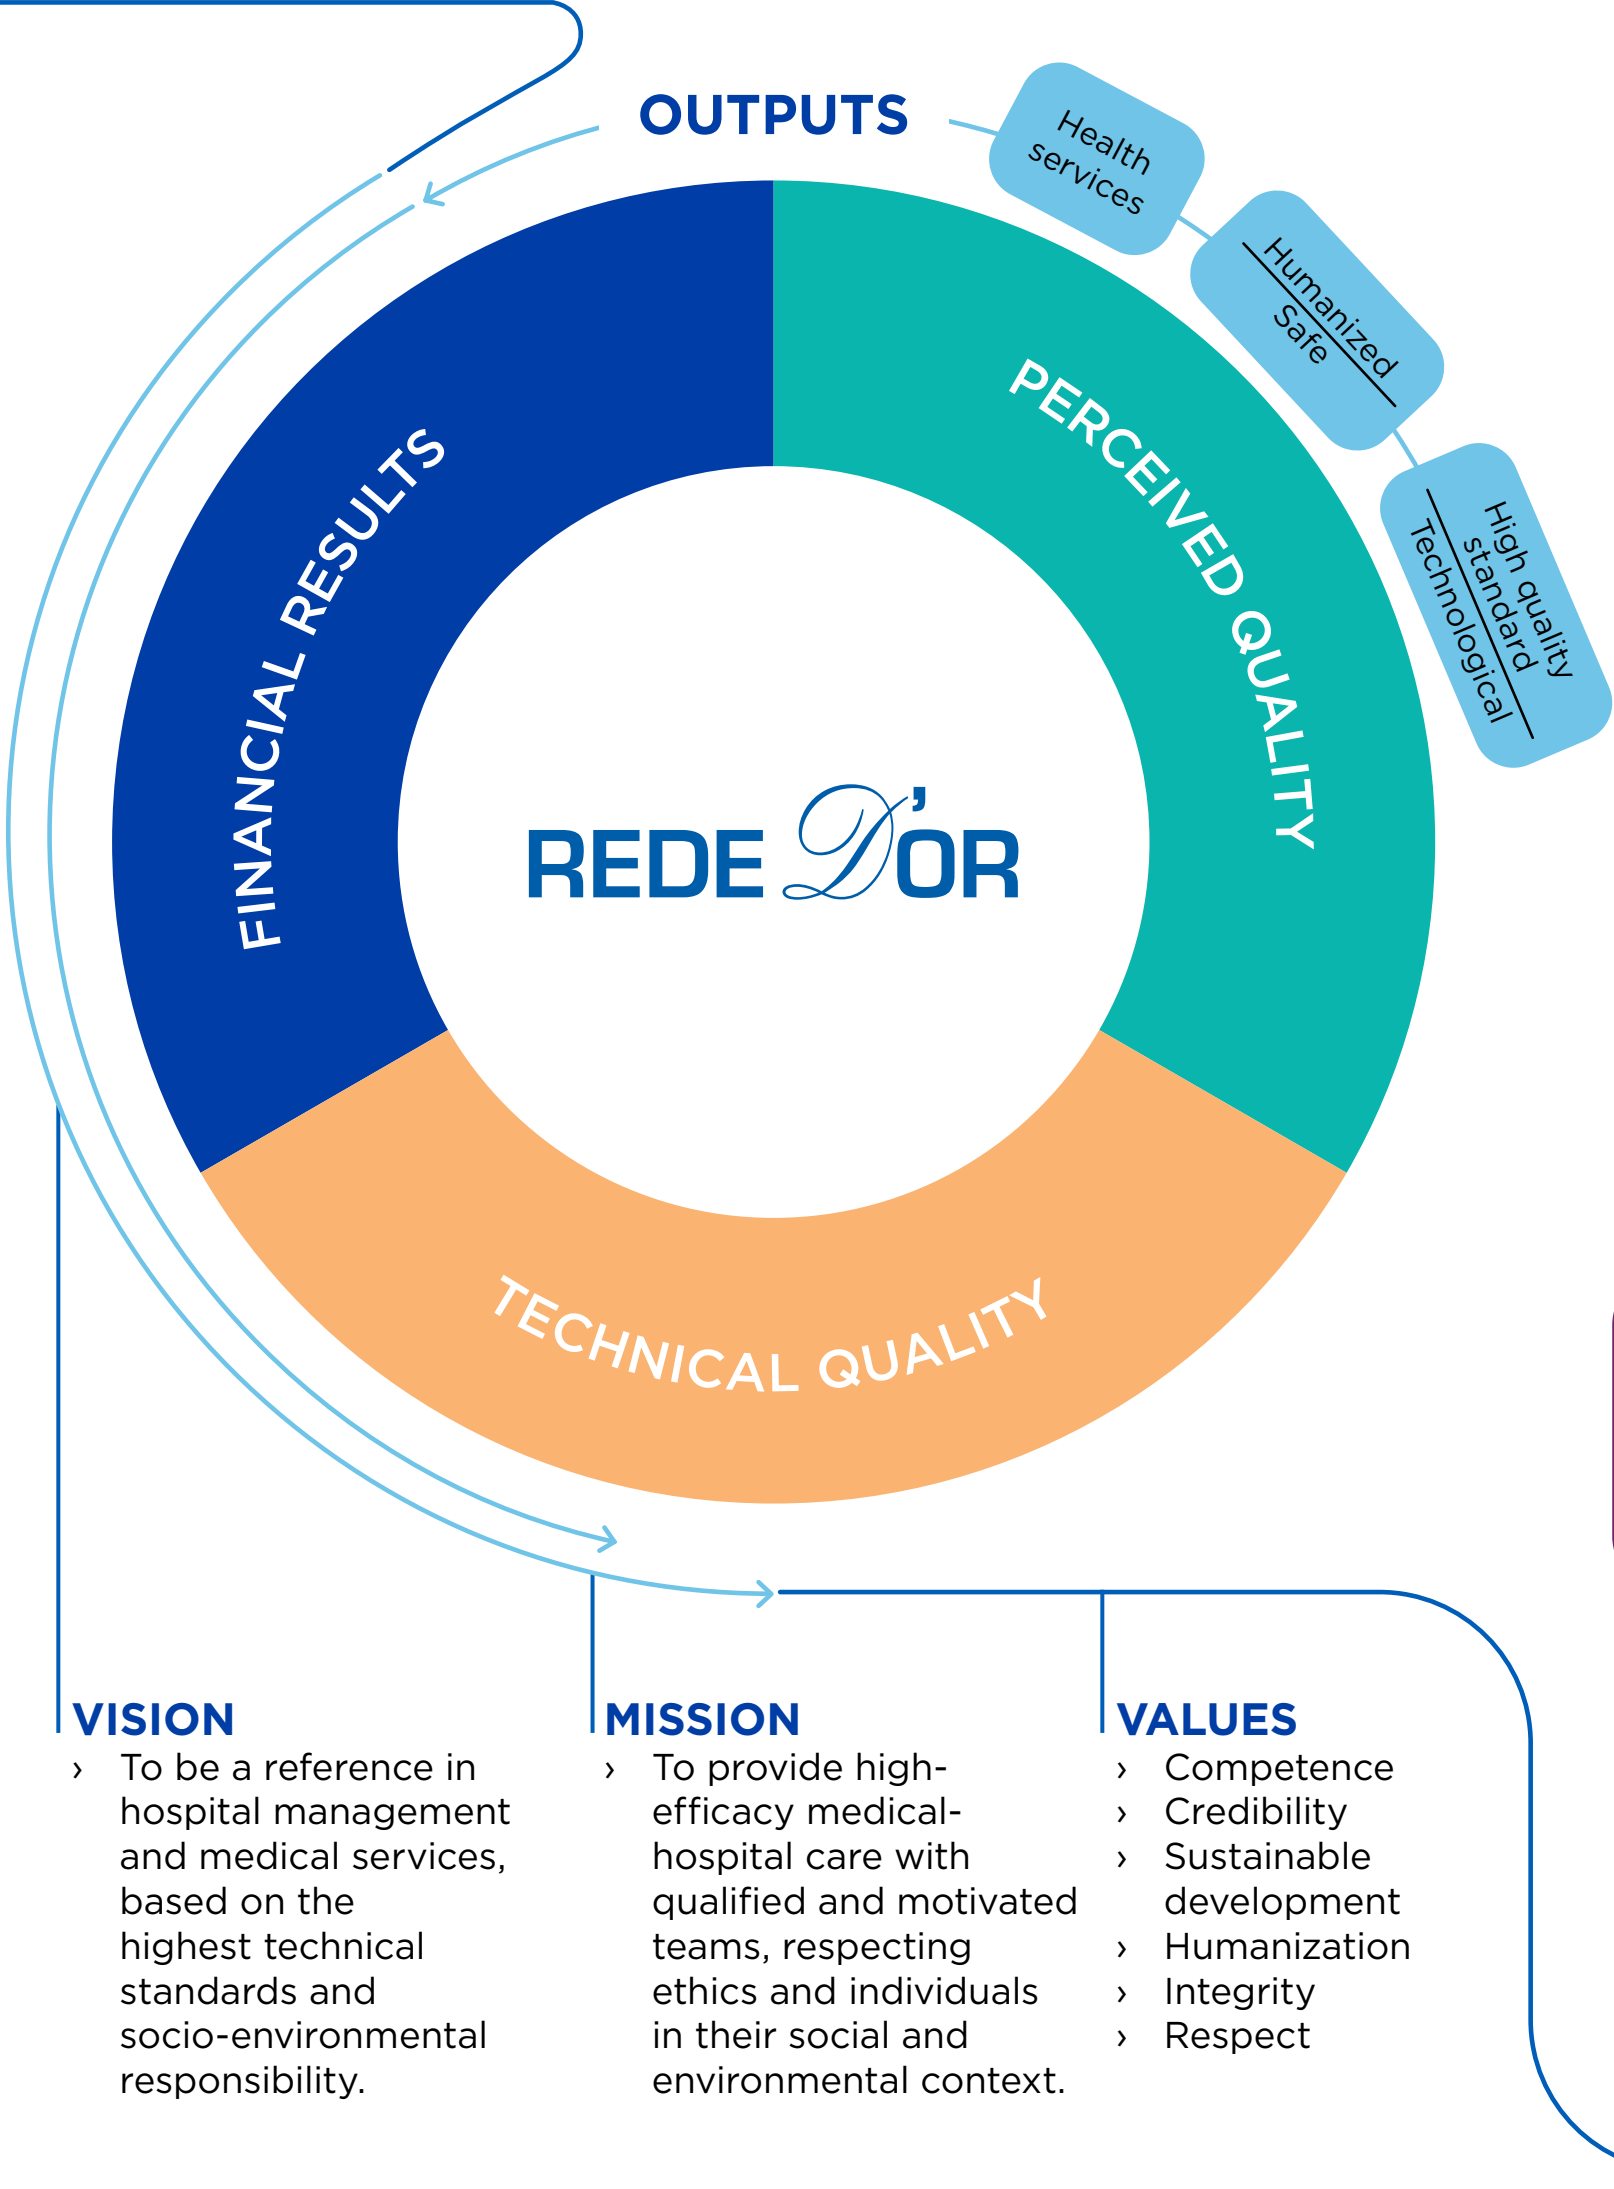 OUTPUTS
Health
services
Humanized
Safe
High quality
standard
Technological
FINANCIAL RESULTS
PERCEIVED QUALITY
REDE D'OR
TECHNICAL QUALITY
VISION
› To be a reference in
hospital management
and medical services,
based on the
highest technical
standards and
socio-environmental
responsibility.
MISSION
› To provide high-
efficacy medical-
hospital care with
qualified and motivated
teams, respecting
ethics and individuals
in their social and
environmental context.
VALUES
› Competence
› Credibility
› Sustainable
development
› Humanization
› Integrity
› Respect